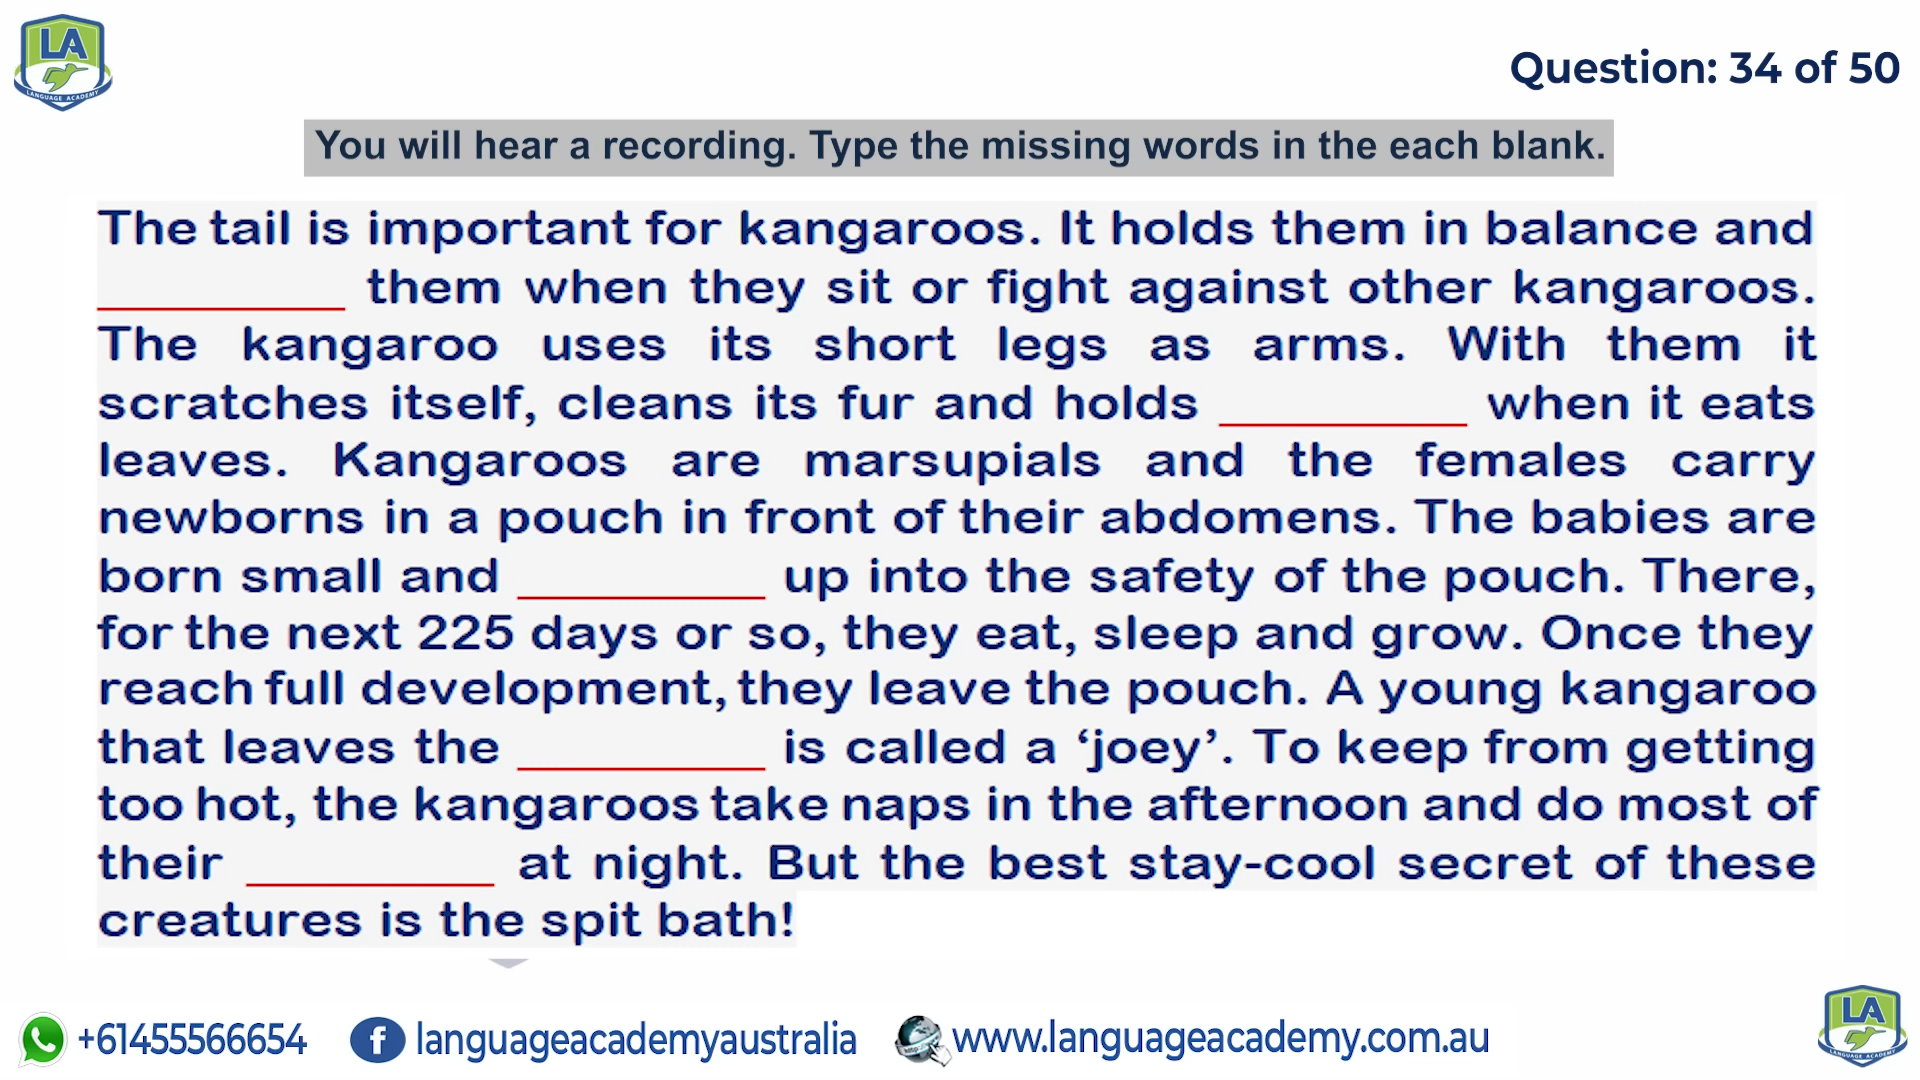 LA
LANGUAGE ACADEMY
Question: 34 of 50
You will hear a recording. Type the missing words in the each blank.
The tail is important for kangaroos. It holds them in balance and
__________ them when they sit or fight against other kangaroos.
The kangaroo uses its short legs as arms. With them it
scratches itself, cleans its fur and holds __________ when it eats
leaves. Kangaroos are marsupials and the females carry
newborns in a pouch in front of their abdomens. The babies are
born small and __________ up into the safety of the pouch. There,
for the next 225 days or so, they eat, sleep and grow. Once they
reach full development, they leave the pouch. A young kangaroo
that leaves the __________ is called a ‘joey’. To keep from getting
too hot, the kangaroos take naps in the afternoon and do most of
their __________ at night. But the best stay-cool secret of these
creatures is the spit bath!
+61455566654 f languageacademyaustralia http www.languageacademy.com.au
LA
LANGUAGE ACADEMY